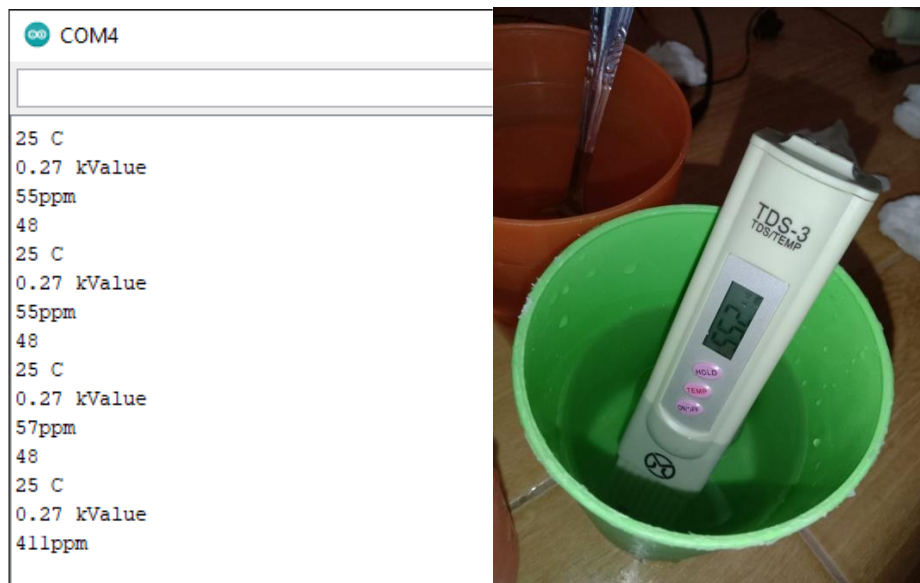 COM4
25 C
0.27 kValue
55ppm
48
25 C
0.27 kValue
55ppm
48
25 C
0.27 kValue
57ppm
48
25 C
0.27 kValue
411ppm
TDS-3
TDS/TEMP
552
HOLD
TEMP
ON/OFF